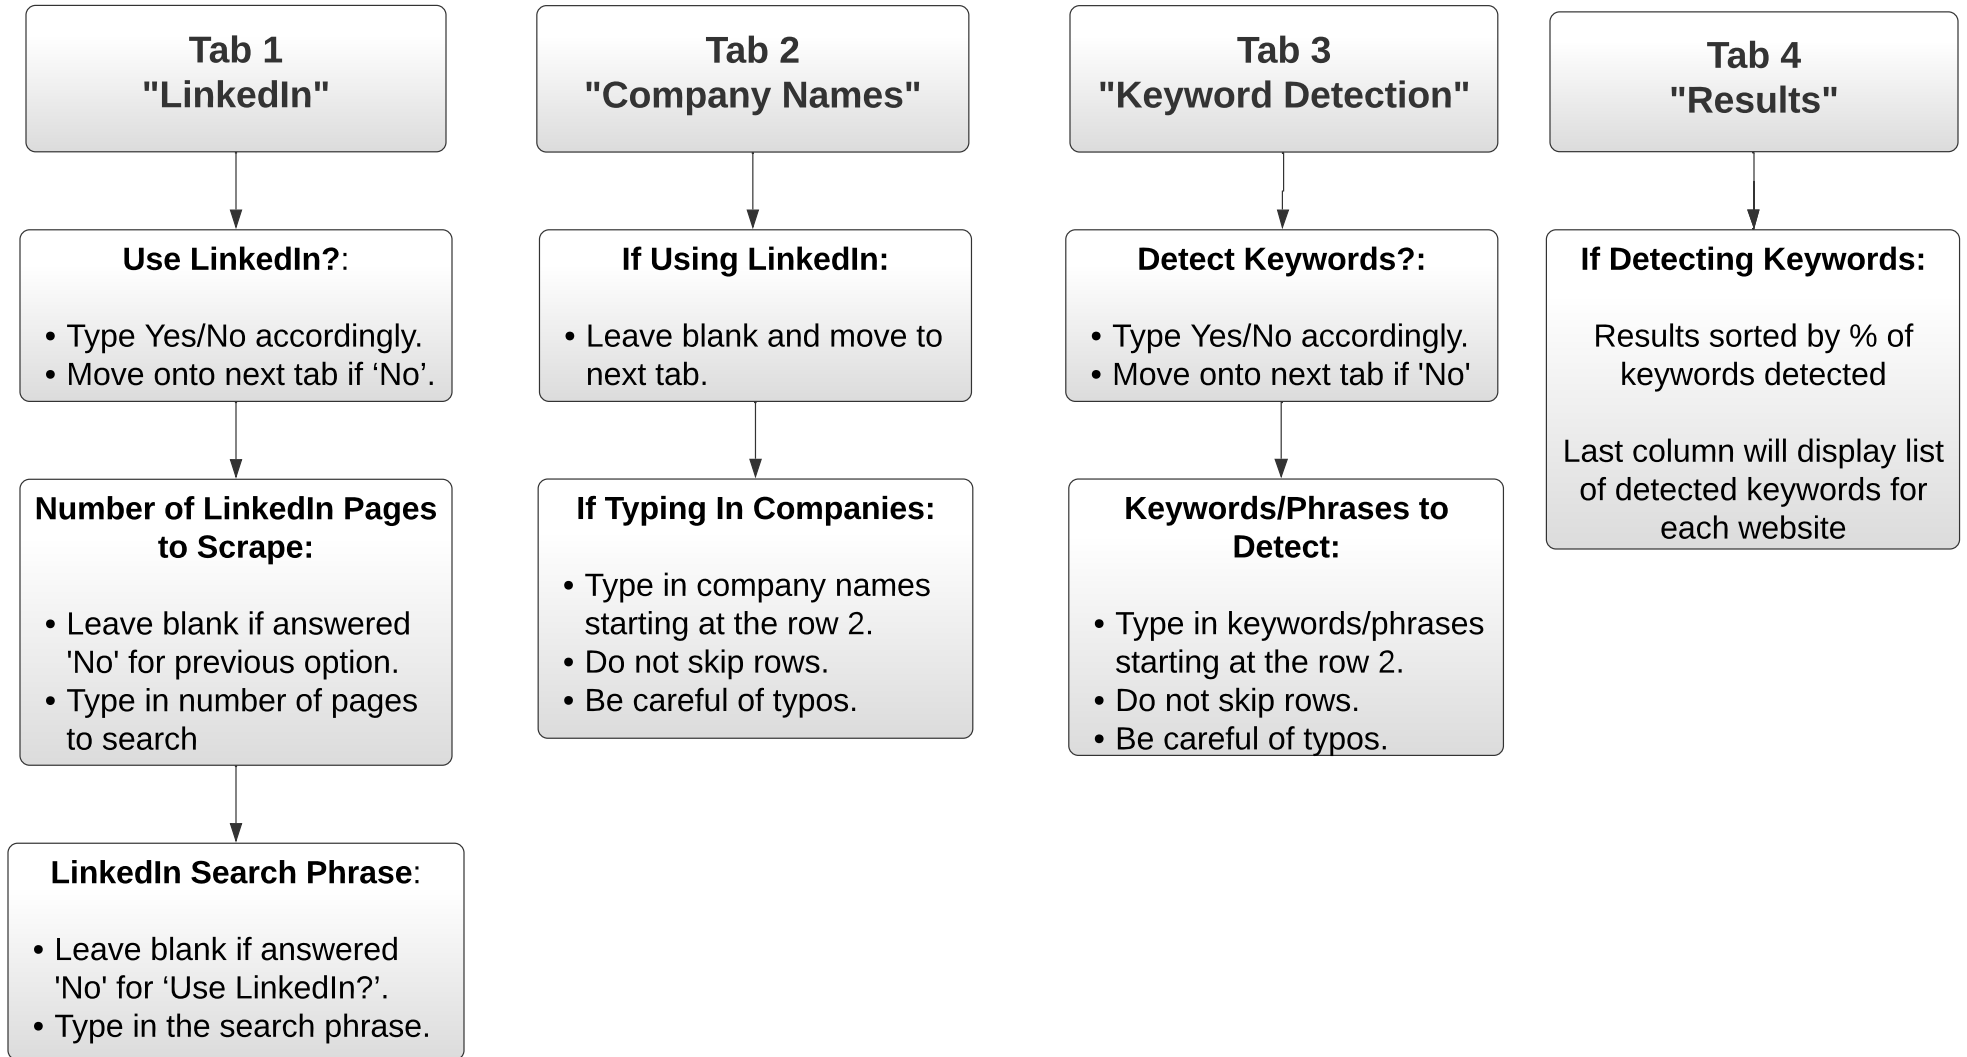 Tab 1
"LinkedIn"
Use LinkedIn?:
• Type Yes/No accordingly.
• Move onto next tab if ‘No’.
Number of LinkedIn Pages
to Scrape:
• Leave blank if answered
'No' for previous option.
• Type in number of pages
to search
LinkedIn Search Phrase:
• Leave blank if answered
'No' for ‘Use LinkedIn?’.
• Type in the search phrase.
Tab 2
"Company Names"
If Using LinkedIn:
• Leave blank and move to
next tab.
If Typing In Companies:
• Type in company names
starting at the row 2.
• Do not skip rows.
• Be careful of typos.
Tab 3
"Keyword Detection"
Detect Keywords?:
• Type Yes/No accordingly.
• Move onto next tab if 'No'
Keywords/Phrases to
Detect:
• Type in keywords/phrases
starting at the row 2.
• Do not skip rows.
• Be careful of typos.
Tab 4
"Results"
If Detecting Keywords:
Results sorted by % of
keywords detected
Last column will display list
of detected keywords for
each website